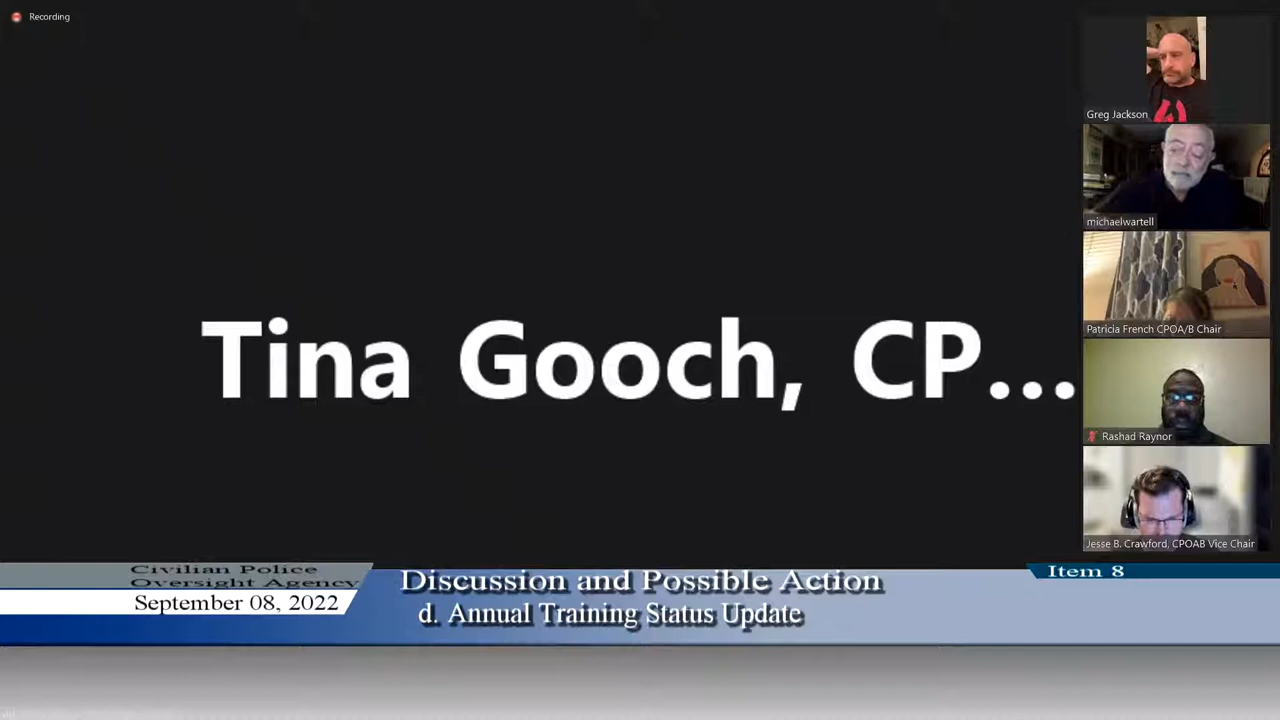 Recording
Greg Jackson
michaelwartell
Tina Gooch, CP...
Patricia French CPOA/B Chair
Rashad Raynor
Jesse B. Crawford, CPOAB Vice Chair
Civilian Police
Oversight Agency
September 08, 2022
Discussion and Possible Action
d. Annual Training Status Update
Item 8